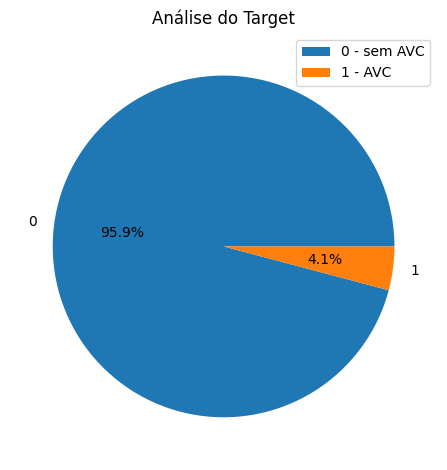 Análise do Target
0 - sem AVC
1 - AVC
0
95.9%
4.1%
1